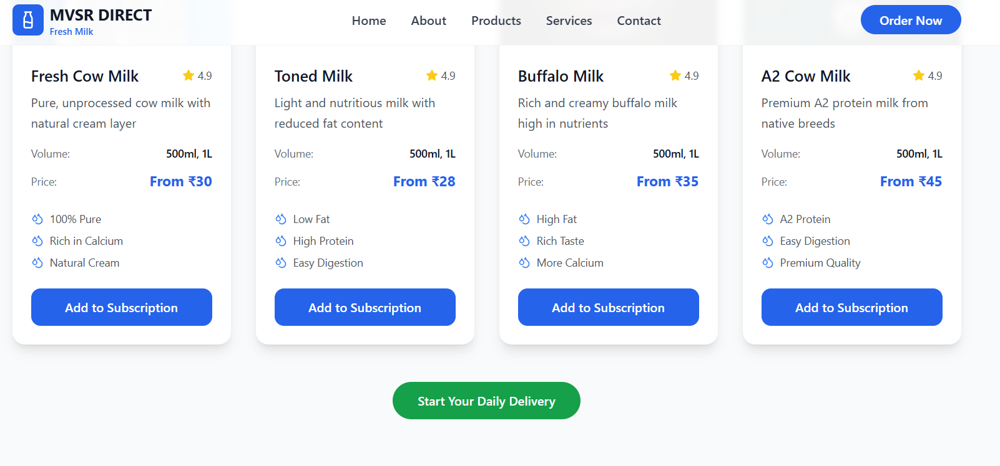 MVSR DIRECT
Fresh Milk
Home
About
Products
Services
Contact
Order Now
Fresh Cow Milk
4.9
Pure, unprocessed cow milk with
natural cream layer
Volume:
500ml, 1L
Price:
From ₹30
100% Pure
Rich in Calcium
Natural Cream
Add to Subscription
Toned Milk
4.9
Light and nutritious milk with
reduced fat content
Volume:
500ml, 1L
Price:
From ₹28
Low Fat
High Protein
Easy Digestion
Add to Subscription
Buffalo Milk
4.9
Rich and creamy buffalo milk
high in nutrients
Volume:
500ml, 1L
Price:
From ₹35
High Fat
Rich Taste
More Calcium
Add to Subscription
A2 Cow Milk
4.9
Premium A2 protein milk from
native breeds
Volume:
500ml, 1L
Price:
From ₹45
A2 Protein
Easy Digestion
Premium Quality
Add to Subscription
Start Your Daily Delivery